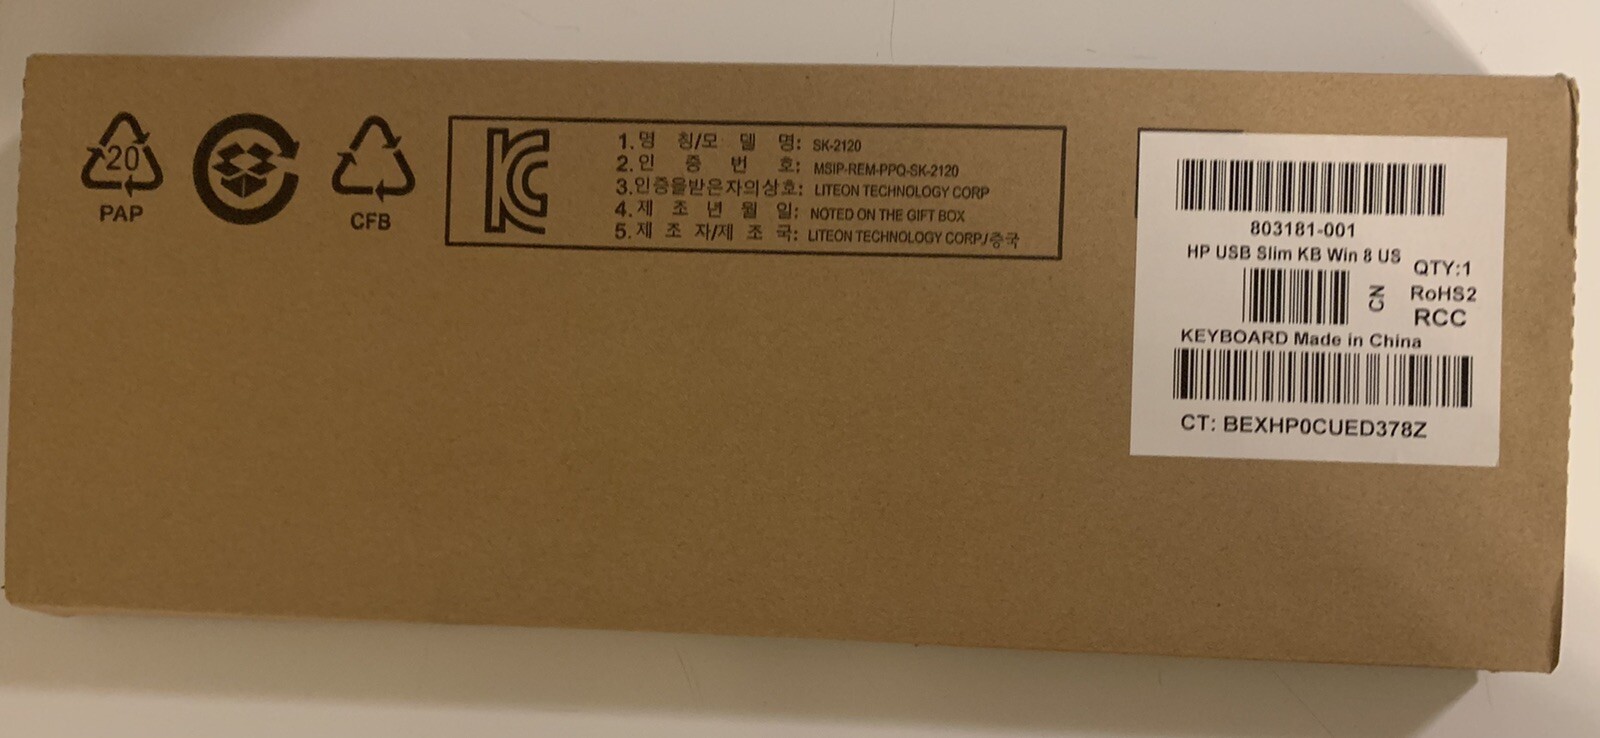 20
PAP
CFB
KC
1. 명 칭/모 델 명: SK-2120
2. 인 증 번 호: MSIP-REM-PPQ-SK-2120
3. 인증을받은자의상호: LITEON TECHNOLOGY CORP
4. 제 조 년 월 일: NOTED ON THE GIFT BOX
5. 제 조 자/제 조 국: LITEON TECHNOLOGY CORP/중국
803181-001
HP USB Slim KB Win 8 US
QTY:1
CN
RoHS2
RCC
KEYBOARD Made in China
CT: BEXHP0CUED378Z